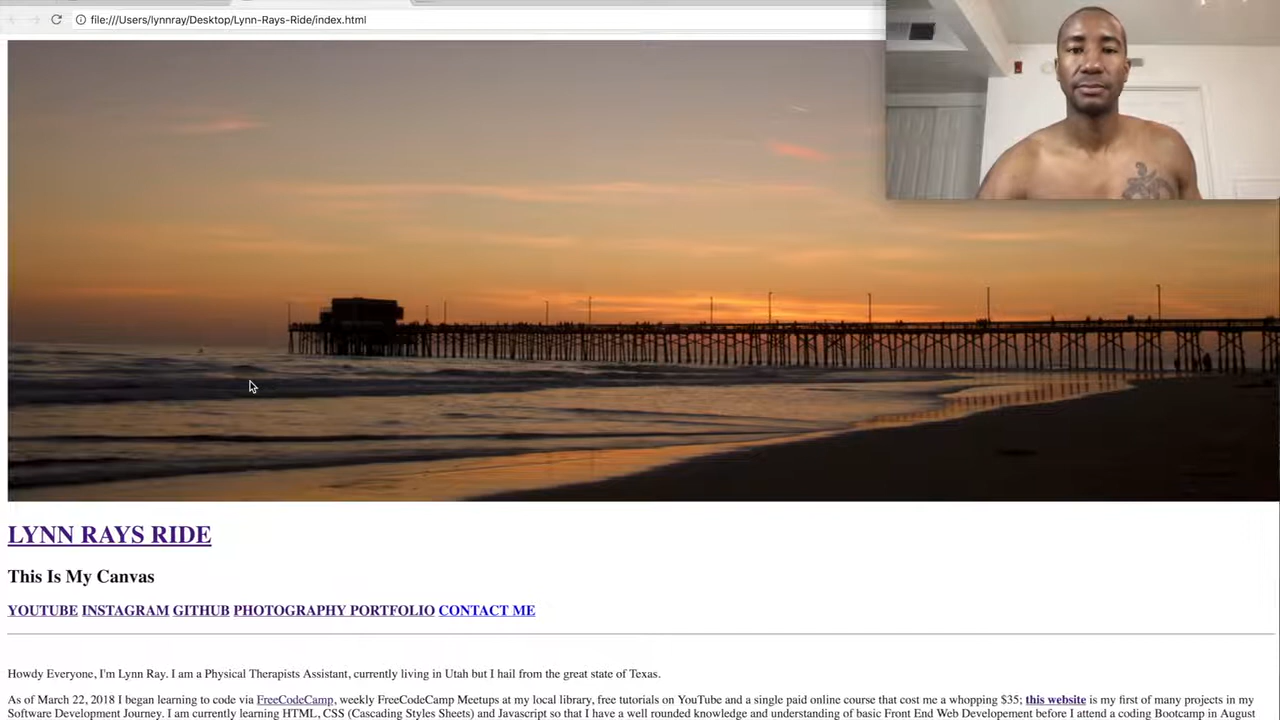 file:///Users/lynnray/Desktop/Lynn-Rays-Ride/index.html
LYNN RAYS RIDE
This Is My Canvas
YOUTUBE INSTAGRAM GITHUB PHOTOGRAPHY PORTFOLIO CONTACT ME
Howdy Everyone, I'm Lynn Ray. I am a Physical Therapists Assistant, currently living in Utah but I hail from the great state of Texas.
As of March 22, 2018 I began learning to code via FreeCodeCamp, weekly FreeCodeCamp Meetups at my local library, free tutorials on YouTube and a single paid online course that cost me a whopping $35; this website is my first of many projects in my
Software Development Journey. I am currently learning HTML, CSS (Cascading Styles Sheets) and Javascript so that I have a well rounded knowledge and understanding of basic Front End Web Developement before I attend a coding Bootcamp in August